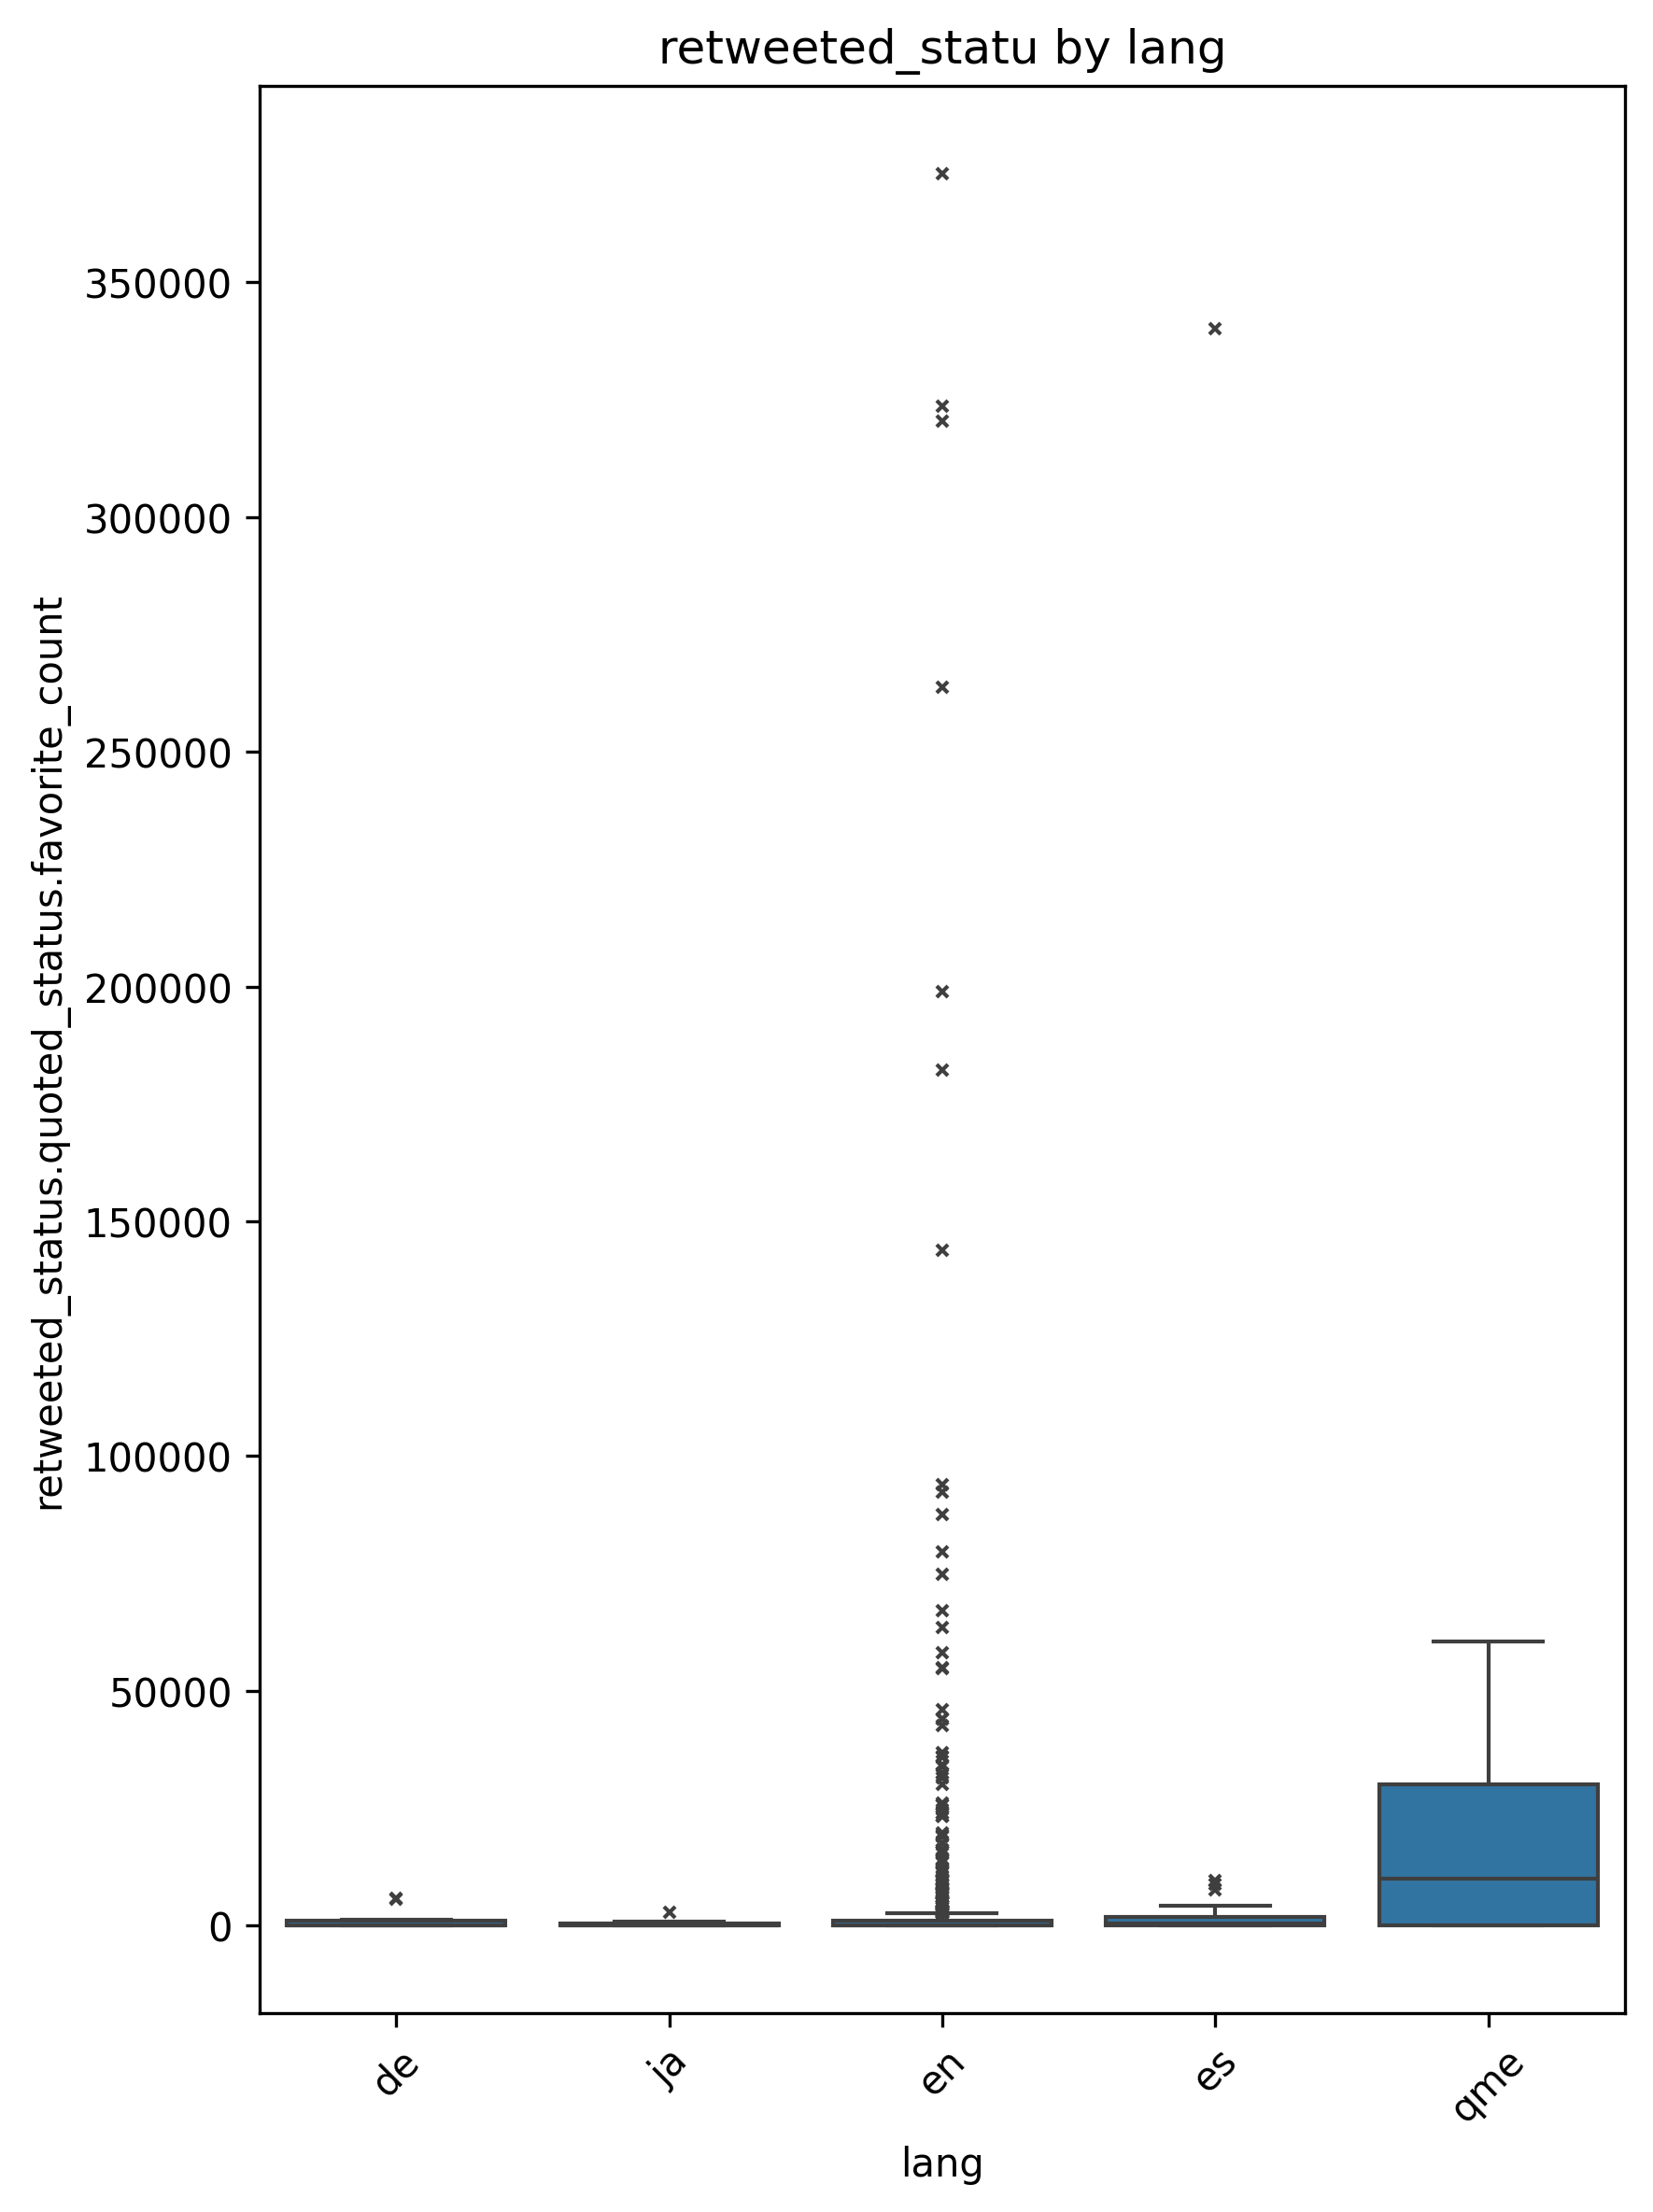 retweeted_statu by lang
retweeted_status.quoted_status.favorite_count
350000
300000
250000
200000
150000
100000
50000
0
de
ja
en
es
qme
lang